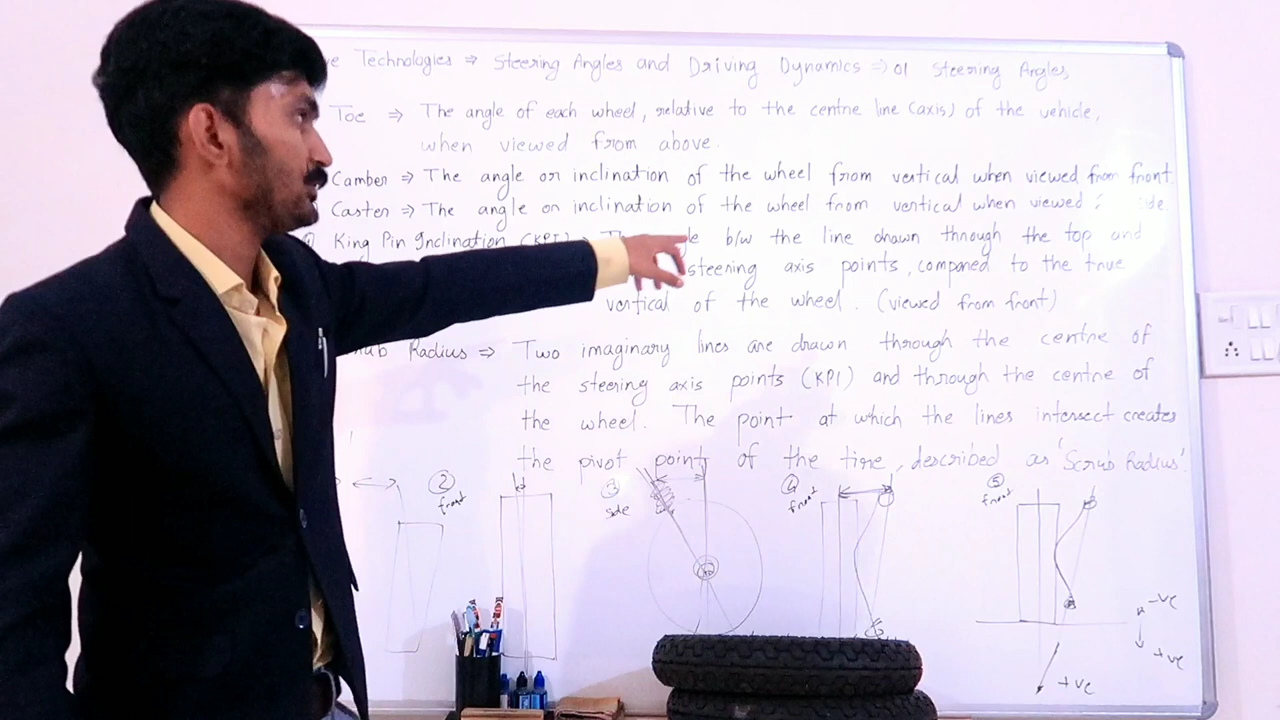 ve Technologies ⇒ Steering Angles and Driving Dynamics ⇒ 01 Steering Angles
Toe ⇒ The angle of each wheel, relative to the centre line (axis) of the vehicle,
when viewed from above.
Camber ⇒ The angle or inclination of the wheel from vertical when viewed from front.
Caster ⇒ The angle or inclination of the wheel from vertical when viewed side.
King Pin Inclination (KPI) ⇒ b/w the line drawn through the top and
steering axis points, compared to the true
vertical of the wheel. (viewed from front)
Radius ⇒ Two imaginary lines are drawn through the centre of
the steering axis points (KPI) and through the centre of
the wheel. The point at which the lines intersect creates
the pivot point of the tire, described as 'Scrub Radius'.
② front
③ side
④ front
⑤ front
-ve
+ve
+ve